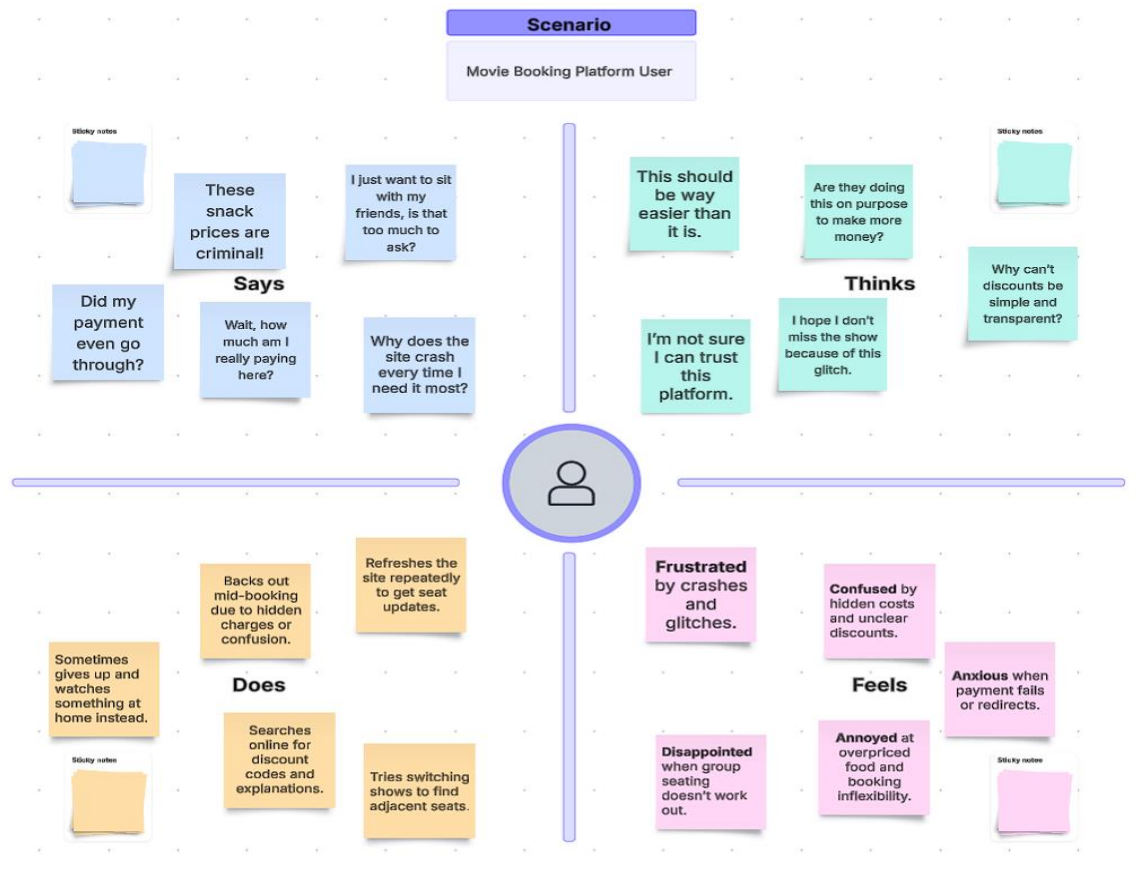 Scenario
Movie Booking Platform User
Sticky notes
These
snack
prices are
criminal!
I just want to sit
with my
friends, is that
too much to
ask?
Says
Did my
payment
even go
through?
Wait, how
much am I
really paying
here?
Why does the
site crash
every time I
need it most?
This should
be way
easier than
it is.
Are they doing
this on purpose
to make more
money?
Sticky notes
Thinks
Why can't
discounts be
simple and
transparent?
I'm not sure
I can trust
this
platform.
I hope I don't
miss the show
because of this
glitch.
Backs out
mid-booking
due to hidden
charges or
confusion.
Refreshes the
site repeatedly
to get seat
updates.
Sometimes
gives up and
watches
something at
home instead.
Does
Searches
online for
discount
codes and
explanations.
Tries switching
shows to find
adjacent seats.
Sticky notes
Frustrated
by crashes
and
glitches.
Confused by
hidden costs
and unclear
discounts.
Anxious when
payment fails
or redirects.
Feels
Disappointed
when group
seating
doesn't work
out.
Annoyed at
overpriced
food and
booking
inflexibility.
Sticky notes